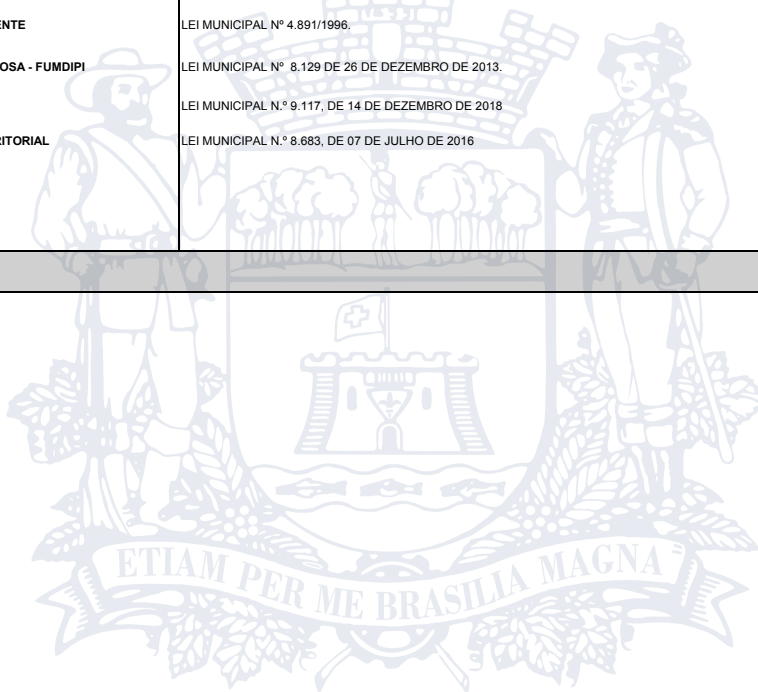 ENTE LEI MUNICIPAL Nº 4.891/1996.
OSA - FUMDIPI LEI MUNICIPAL Nº 8.129 DE 26 DE DEZEMBRO DE 2013.
LEI MUNICIPAL N.º 9.117, DE 14 DE DEZEMBRO DE 2018
RITORIAL LEI MUNICIPAL N.º 8.683, DE 07 DE JULHO DE 2016
ETIAM PER ME BRASILIA MAGNA